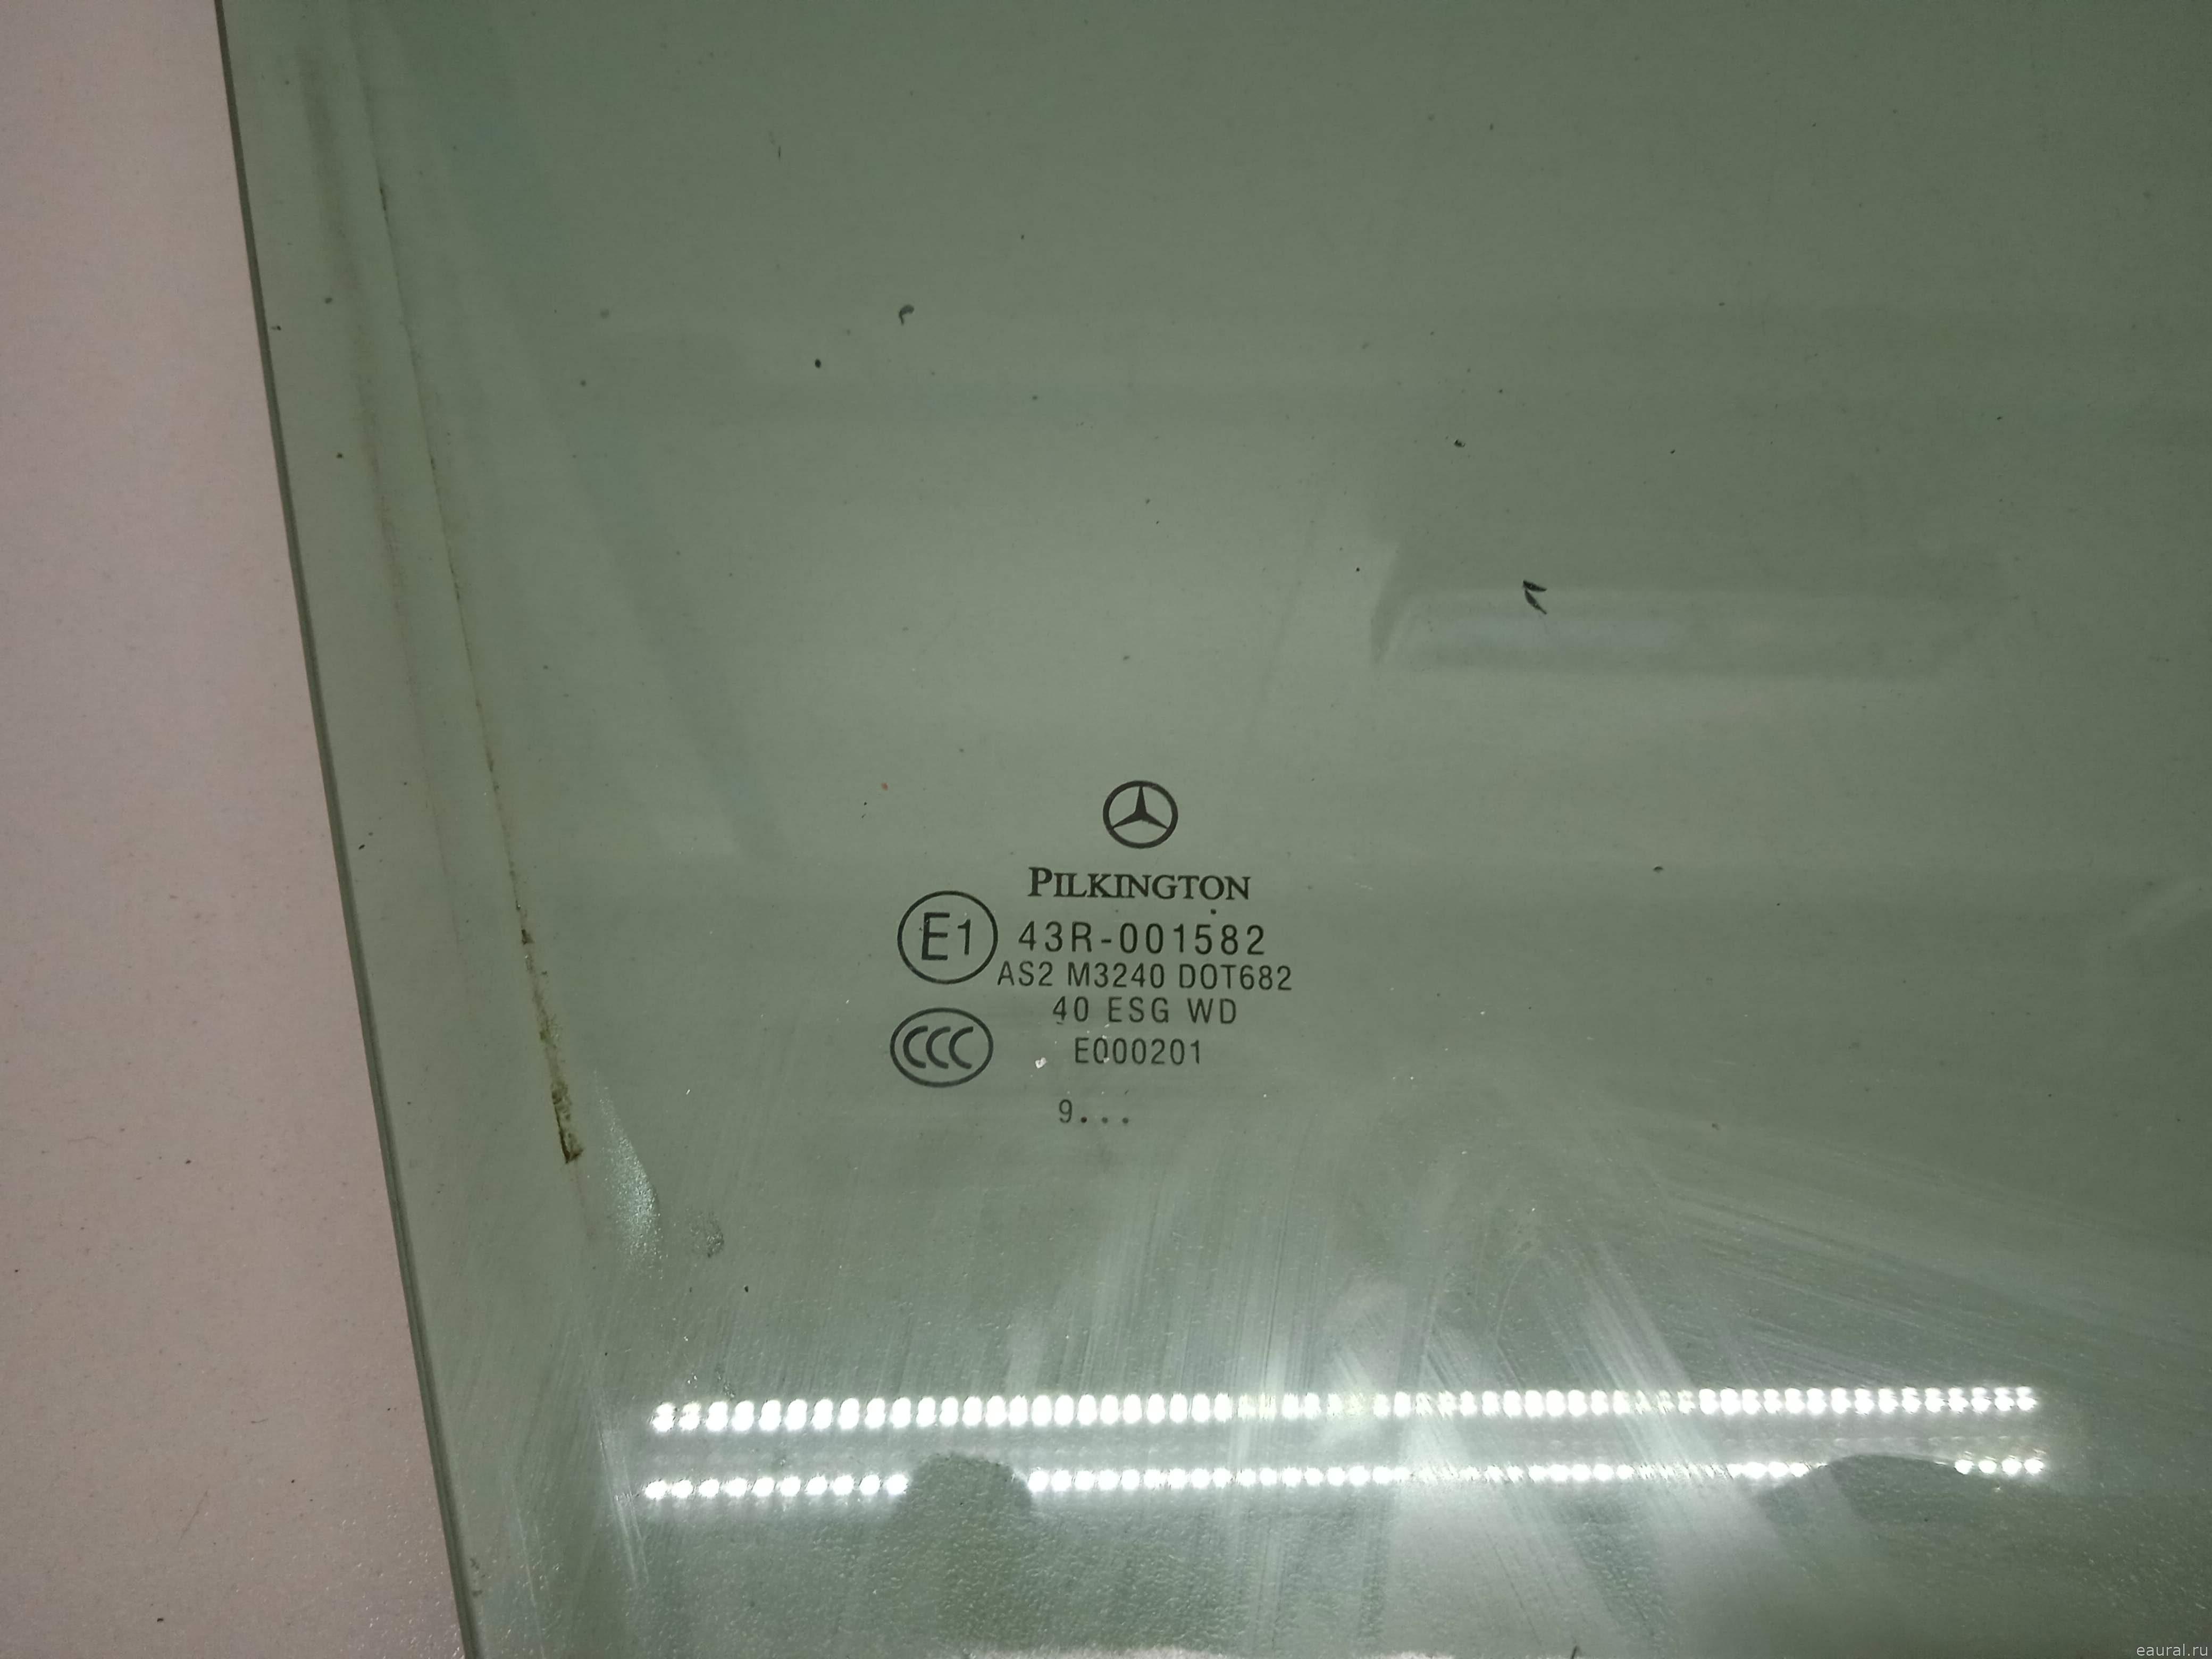 PILKINGTON
E1 43R-001582
AS2 M3240 DOT682
40 ESG WD
CCC E000201
9...
eaural.ru